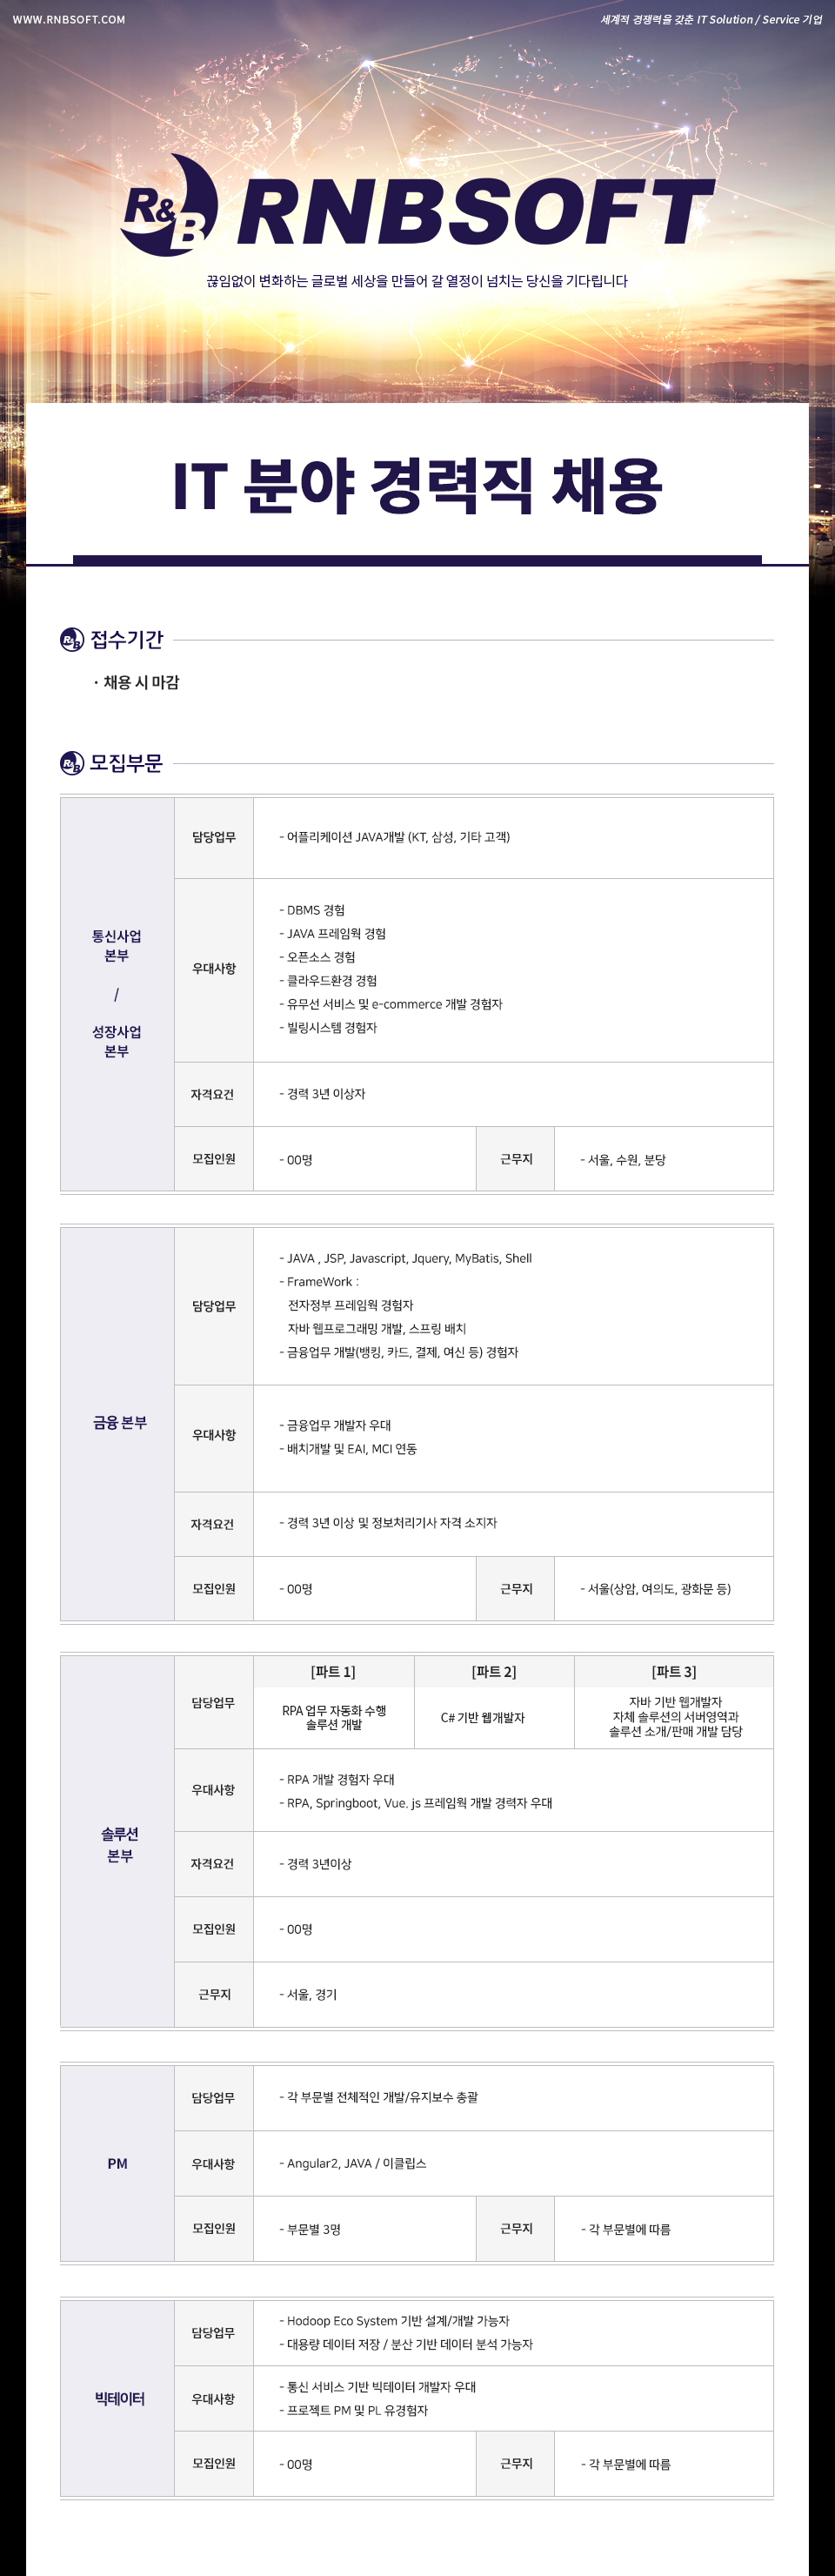 WWW.RNBSOFT.COM
세계적 경쟁력을 갖춘 IT Solution / Service 기업
R&B RNBSOFT
끊임없이 변화하는 글로벌 세상을 만들어 갈 열정이 넘치는 당신을 기다립니다
IT 분야 경력직 채용
R&B 접수기간
· 채용 시 마감
R&B 모집부문
통신사업
본부
/
성장사업
본부
담당업무
- 어플리케이션 JAVA개발 (KT, 삼성, 기타 고객)
우대사항
- DBMS 경험
- JAVA 프레임웍 경험
- 오픈소스 경험
- 클라우드환경 경험
- 유무선 서비스 및 e-commerce 개발 경험자
- 빌링시스템 경험자
자격요건
- 경력 3년 이상자
모집인원
- 00명
근무지
- 서울, 수원, 분당
금융 본부
담당업무
- JAVA , JSP, Javascript, Jquery, MyBatis, Shell
- FrameWork :
전자정부 프레임웍 경험자
자바 웹프로그래밍 개발, 스프링 배치
- 금융업무 개발(뱅킹, 카드, 결제, 여신 등) 경험자
우대사항
- 금융업무 개발자 우대
- 배치개발 및 EAI, MCI 연동
자격요건
- 경력 3년 이상 및 정보처리기사 자격 소지자
모집인원
- 00명
근무지
- 서울(상암, 여의도, 광화문 등)
솔루션
본부
담당업무
[파트 1]
RPA 업무 자동화 수행
솔루션 개발
[파트 2]
C# 기반 웹개발자
[파트 3]
자바 기반 웹개발자
자체 솔루션의 서버영역과
솔루션 소개/판매 개발 담당
우대사항
- RPA 개발 경험자 우대
- RPA, Springboot, Vue. js 프레임웍 개발 경력자 우대
자격요건
- 경력 3년이상
모집인원
- 00명
근무지
- 서울, 경기
PM
담당업무
- 각 부문별 전체적인 개발/유지보수 총괄
우대사항
- Angular2, JAVA / 이클립스
모집인원
- 부문별 3명
근무지
- 각 부문별에 따름
빅테이터
담당업무
- Hodoop Eco System 기반 설계/개발 가능자
- 대용량 데이터 저장 / 분산 기반 데이터 분석 가능자
우대사항
- 통신 서비스 기반 빅테이터 개발자 우대
- 프로젝트 PM 및 PL 유경험자
모집인원
- 00명
근무지
- 각 부문별에 따름